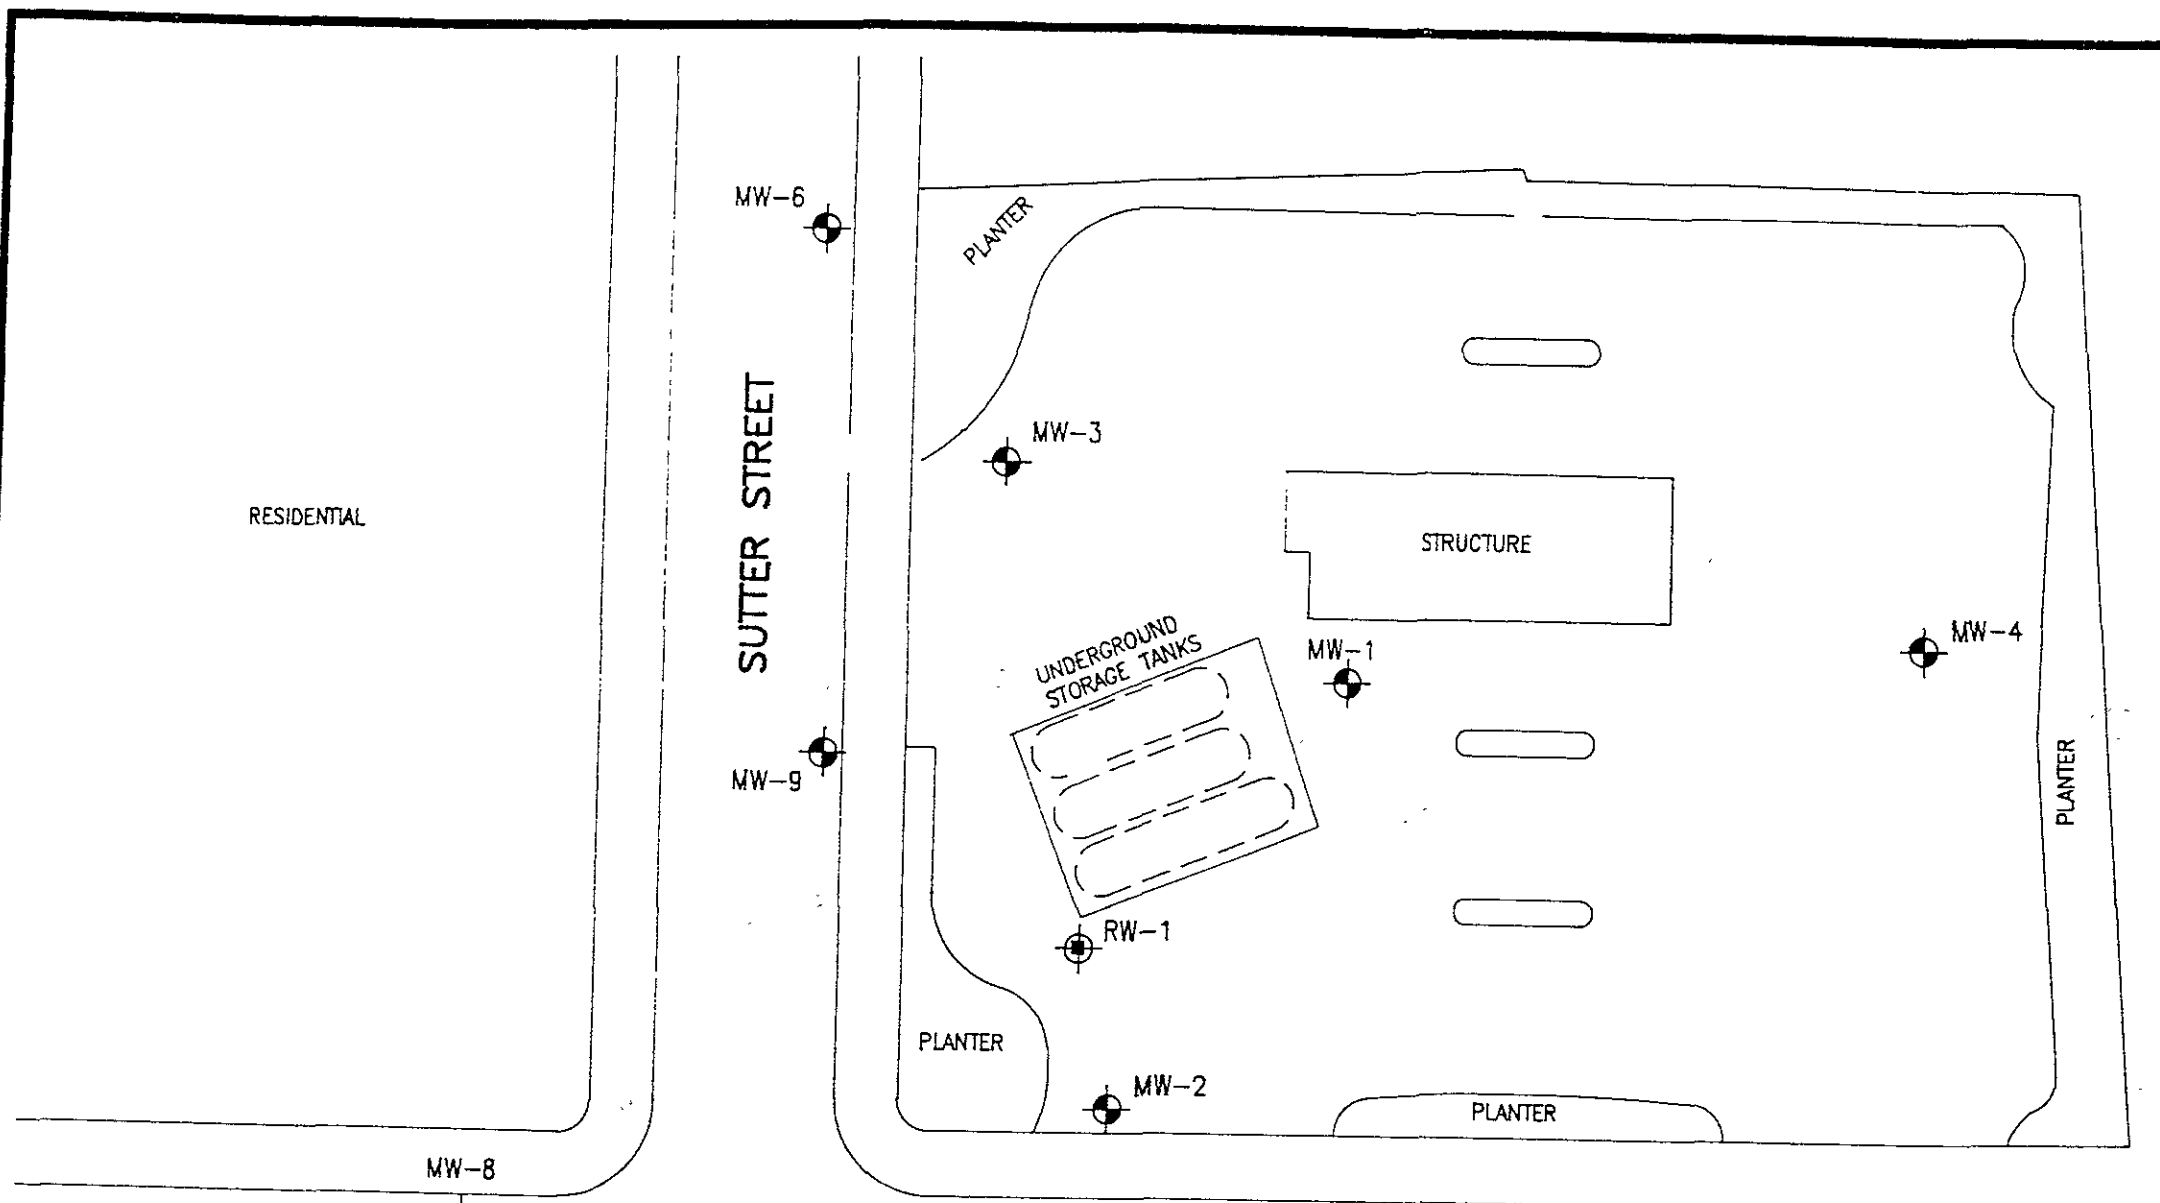 MW-6
PLANTER
SUTTER STREET
MW-3
RESIDENTIAL
STRUCTURE
UNDERGROUND
STORAGE TANKS
MW-1
MW-4
MW-9
PLANTER
RW-1
PLANTER
MW-2
PLANTER
MW-8